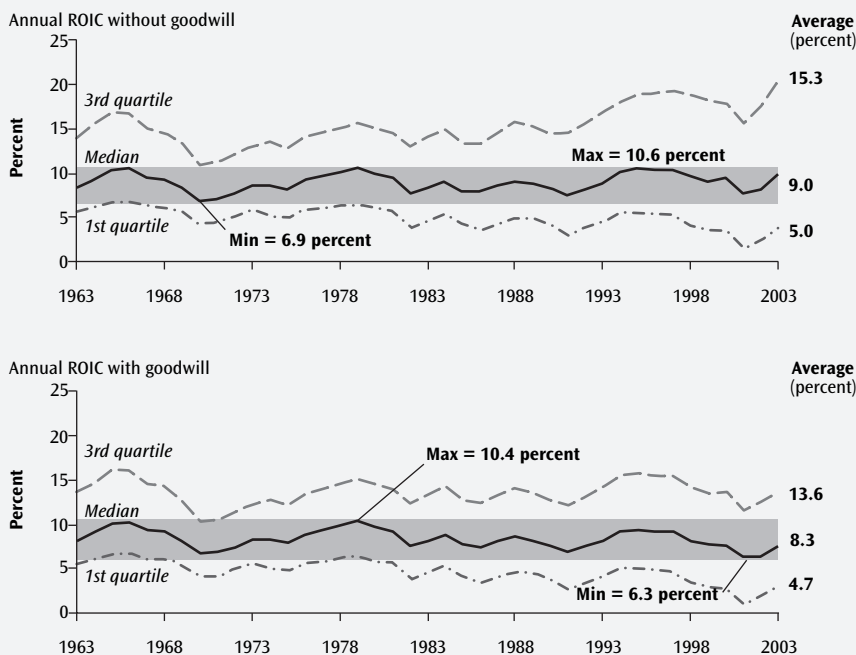 Annual ROIC without goodwill
Average
(percent)
25
20
15
10
5
0
Percent
3rd quartile
Median
1st quartile
Max = 10.6 percent
Min = 6.9 percent
15.3
9.0
5.0
1963 1968 1973 1978 1983 1988 1993 1998 2003
Annual ROIC with goodwill
Average
(percent)
25
20
15
10
5
0
Percent
3rd quartile
Median
1st quartile
Max = 10.4 percent
Min = 6.3 percent
13.6
8.3
4.7
1963 1968 1973 1978 1983 1988 1993 1998 2003